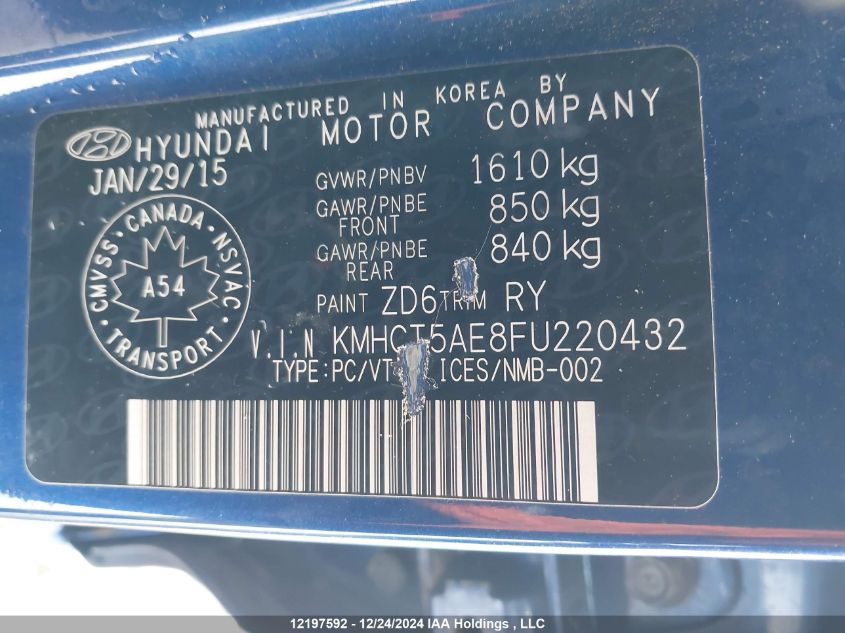 MANUFACTURED IN KOREA BY
HYUNDAI MOTOR COMPANY
JAN/29/15
GVWR/PNBV 1610 kg
GAWR/PNBE FRONT 850 kg
GAWR/PNBE REAR 840 kg
CMVSS · CANADA · NSVAC · TRANSPORT ·
A54
PAINT ZD6 TRIM RY
V.I.N KMHCT5AE8FU220432
TYPE:PC/VT ICES/NMB-002
12197592 - 12/24/2024 IAA Holdings , LLC